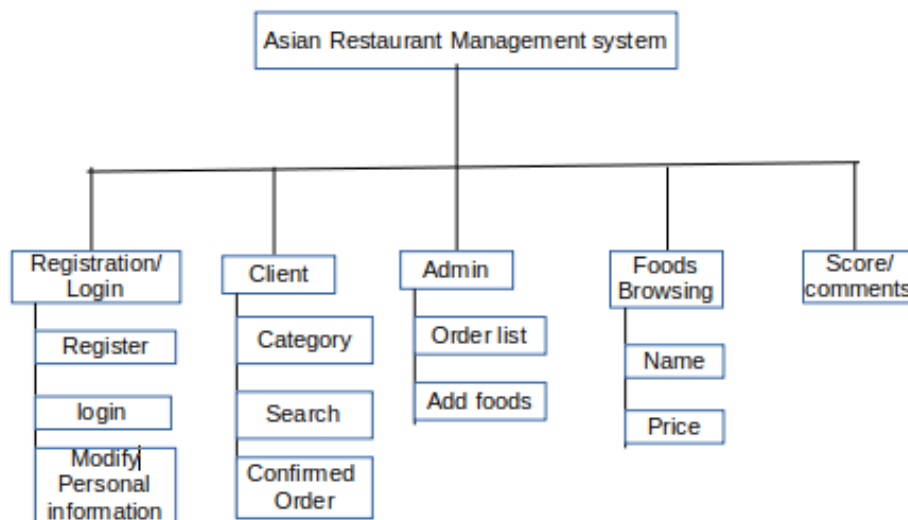 Asian Restaurant Management system
Registration/
Login
Client
Admin
Foods
Browsing
Score/
comments
Register
login
Modify
Personal
information
Category
Search
Confirmed
Order
Order list
Add foods
Name
Price